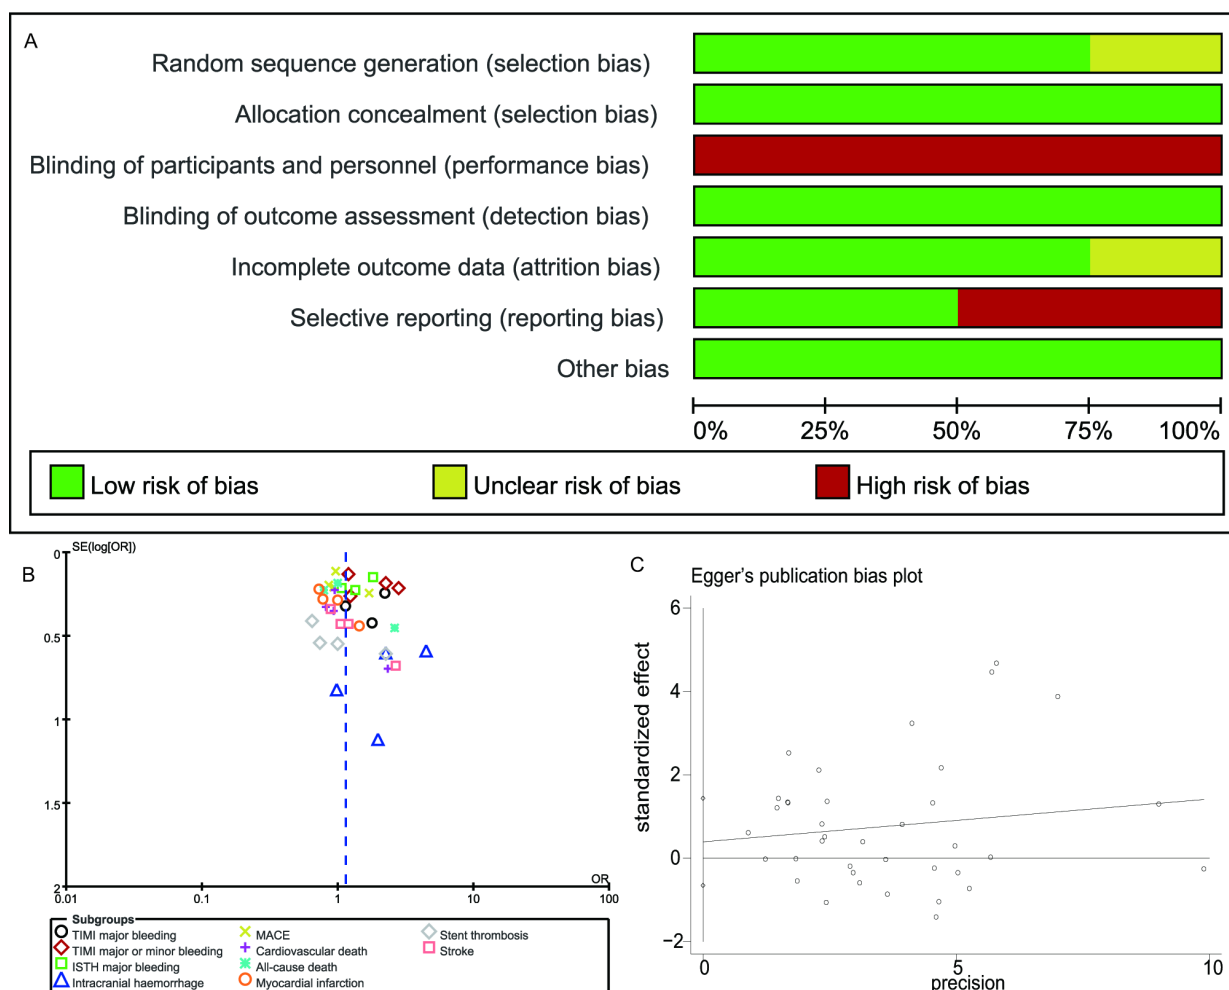 A
Random sequence generation (selection bias)
Allocation concealment (selection bias)
Blinding of participants and personnel (performance bias)
Blinding of outcome assessment (detection bias)
Incomplete outcome data (attrition bias)
Selective reporting (reporting bias)
Other bias
0% 25% 50% 75% 100%
Low risk of bias Unclear risk of bias High risk of bias
B
SE(log[OR])
0
0.5
1
1.5
2
OR
0.01 0.1 1 10 100
Subgroups
TIMI major bleeding
TIMI major or minor bleeding
ISTH major bleeding
Intracranial haemorrhage
MACE
Cardiovascular death
All-cause death
Myocardial infarction
Stent thrombosis
Stroke
C
Egger's publication bias plot
standardized effect
6
4
2
0
−2
0 5 10
precision